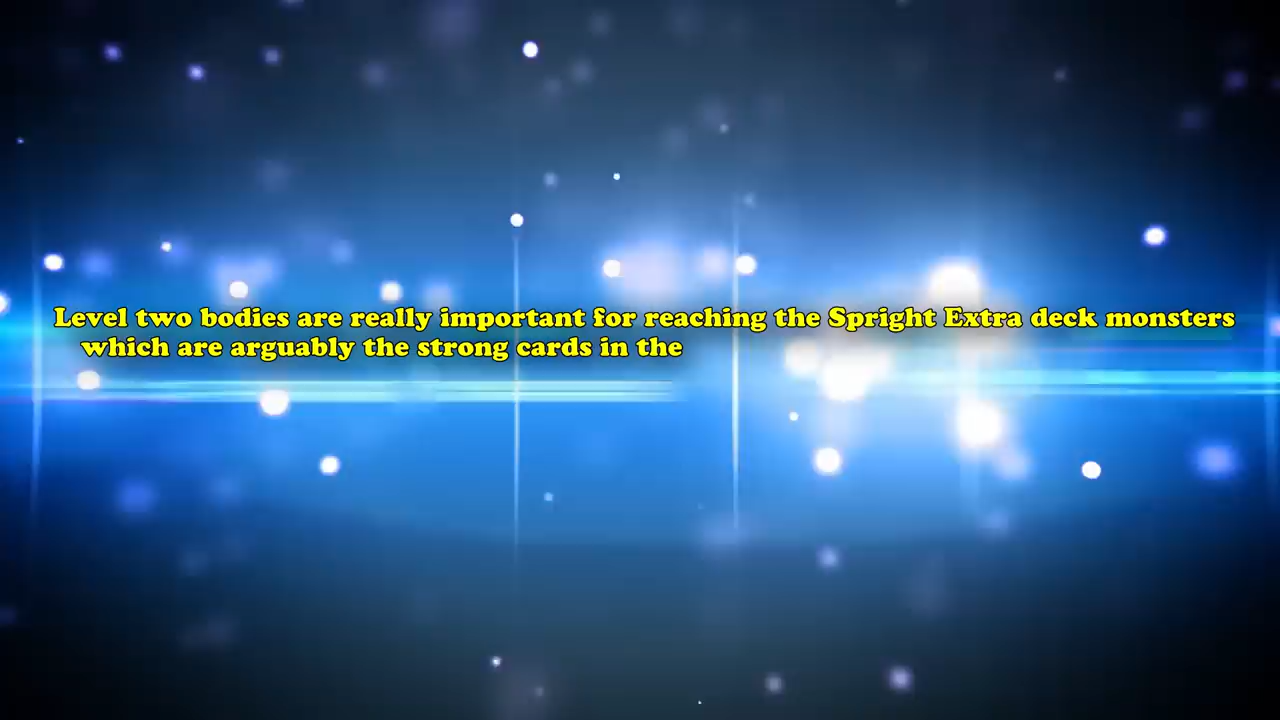 Level two bodies are really important for reaching the Spright Extra deck monsters
which are arguably the strong cards in the